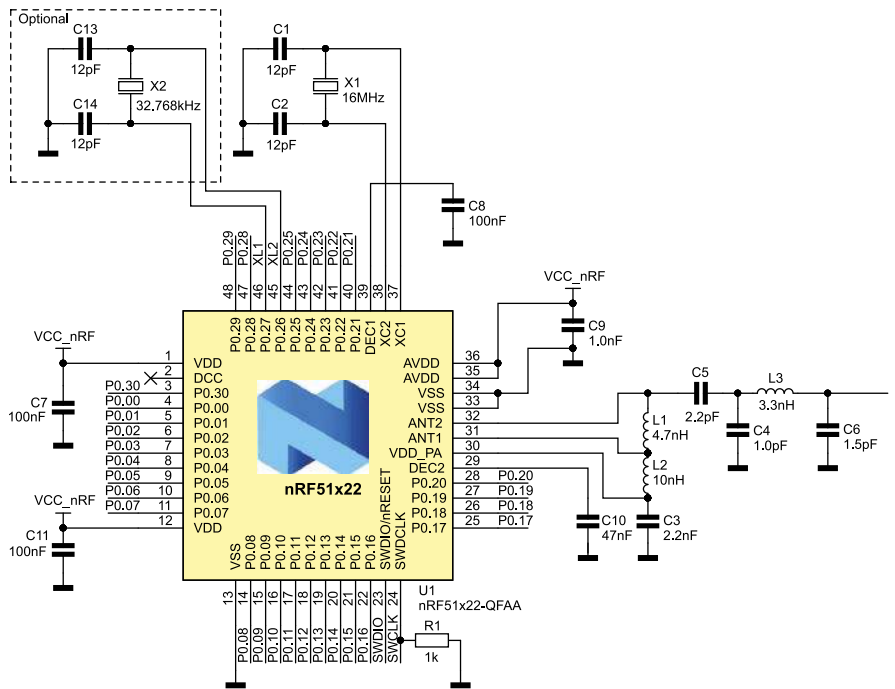 Optional
C13
12pF
X2
32.768kHz
C14
12pF
C1
12pF
X1
16MHz
C2
12pF
C8
100nF
P0.29
P0.28
XL1
XL2
P0.25
P0.24
P0.23
P0.22
P0.21
48
47
46
45
44
43
42
41
40
39
38
37
P0.29
P0.28
P0.27
P0.26
P0.25
P0.24
P0.23
P0.22
P0.21
DEC1
XC2
XC1
VCC_nRF
C9
1.0nF
VCC_nRF
C7
100nF
1 VDD
2 DCC
P0.30 3 P0.30
P0.00 4 P0.00
P0.01 5 P0.01
P0.02 6 P0.02
P0.03 7 P0.03
P0.04 8 P0.04
P0.05 9 P0.05
P0.06 10 P0.06
P0.07 11 P0.07
12 VDD
VCC_nRF
C11
100nF
nRF51x22
AVDD 36
AVDD 35
VSS 34
VSS 33
ANT2 32
ANT1 31
VDD_PA 30
DEC2 29
P0.20 28 P0.20
P0.19 27 P0.19
P0.18 26 P0.18
P0.17 25 P0.17
C5
2.2pF
L3
3.3nH
L1
4.7nH
C4
1.0pF
C6
1.5pF
L2
10nH
C10
47nF
C3
2.2nF
VSS
P0.08
P0.09
P0.10
P0.11
P0.12
P0.13
P0.14
P0.15
P0.16
SWDIO/nRESET
SWDCLK
13
14
15
16
17
18
19
20
21
22
23
24
P0.08
P0.09
P0.10
P0.11
P0.12
P0.13
P0.14
P0.15
P0.16
SWDIO
SWCLK
U1
nRF51x22-QFAA
R1
1k